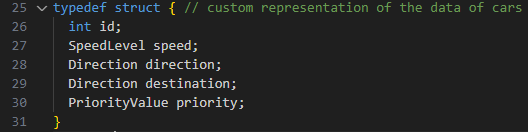 25 typedef struct { // custom representation of the data of cars
26 int id;
27 SpeedLevel speed;
28 Direction direction;
29 Direction destination;
30 PriorityValue priority;
31 }